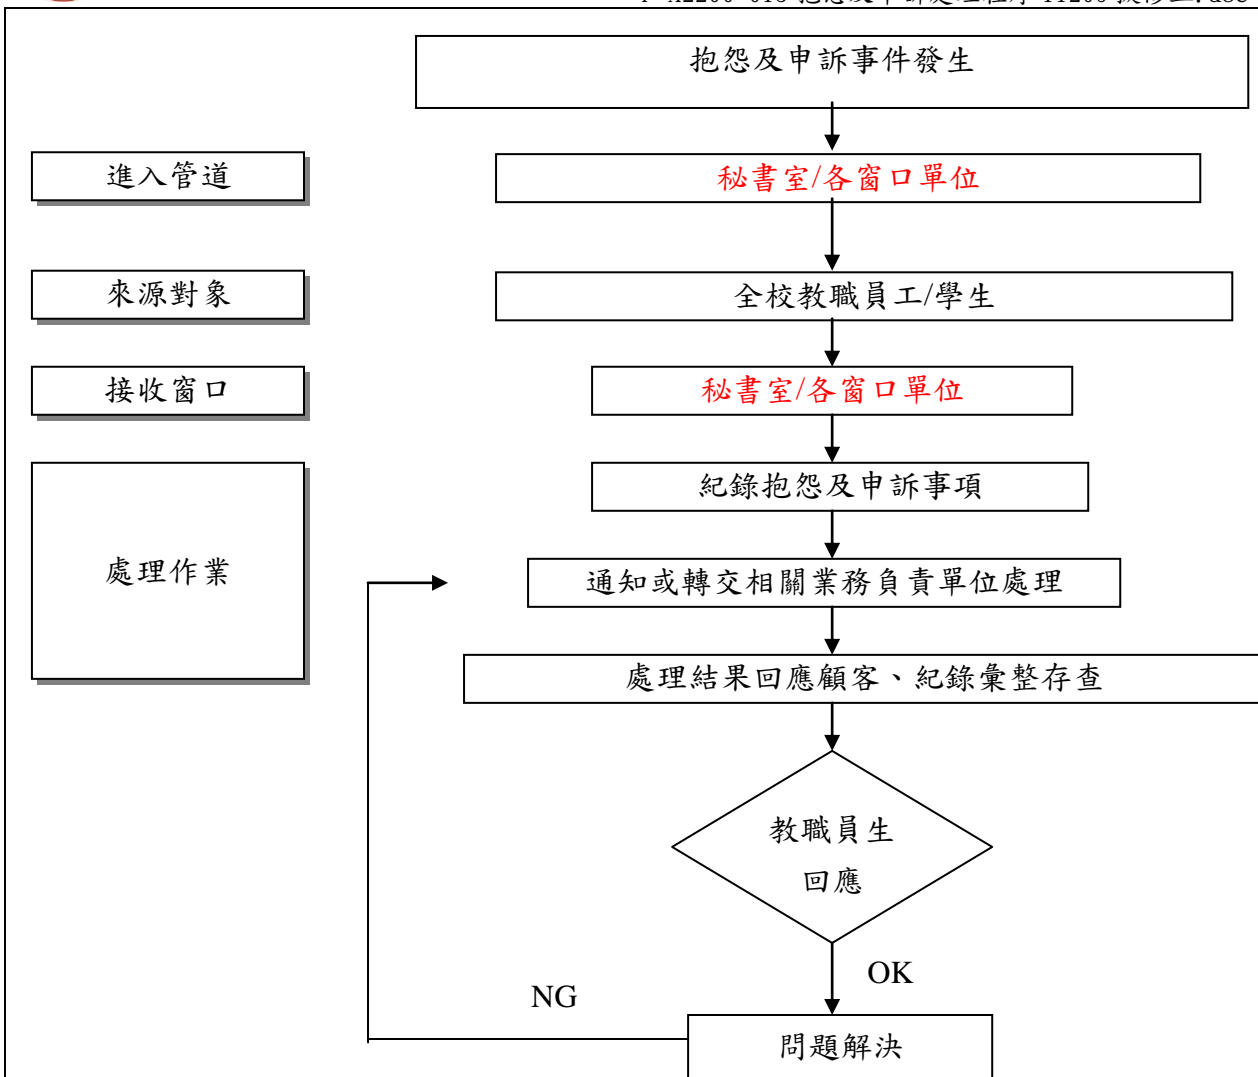 抱怨及申訴事件發生
進入管道
秘書室/各窗口單位
來源對象
全校教職員工/學生
接收窗口
秘書室/各窗口單位
紀錄抱怨及申訴事項
處理作業
通知或轉交相關業務負責單位處理
處理結果回應顧客、紀錄彙整存查
教職員生
回應
OK
NG
問題解決